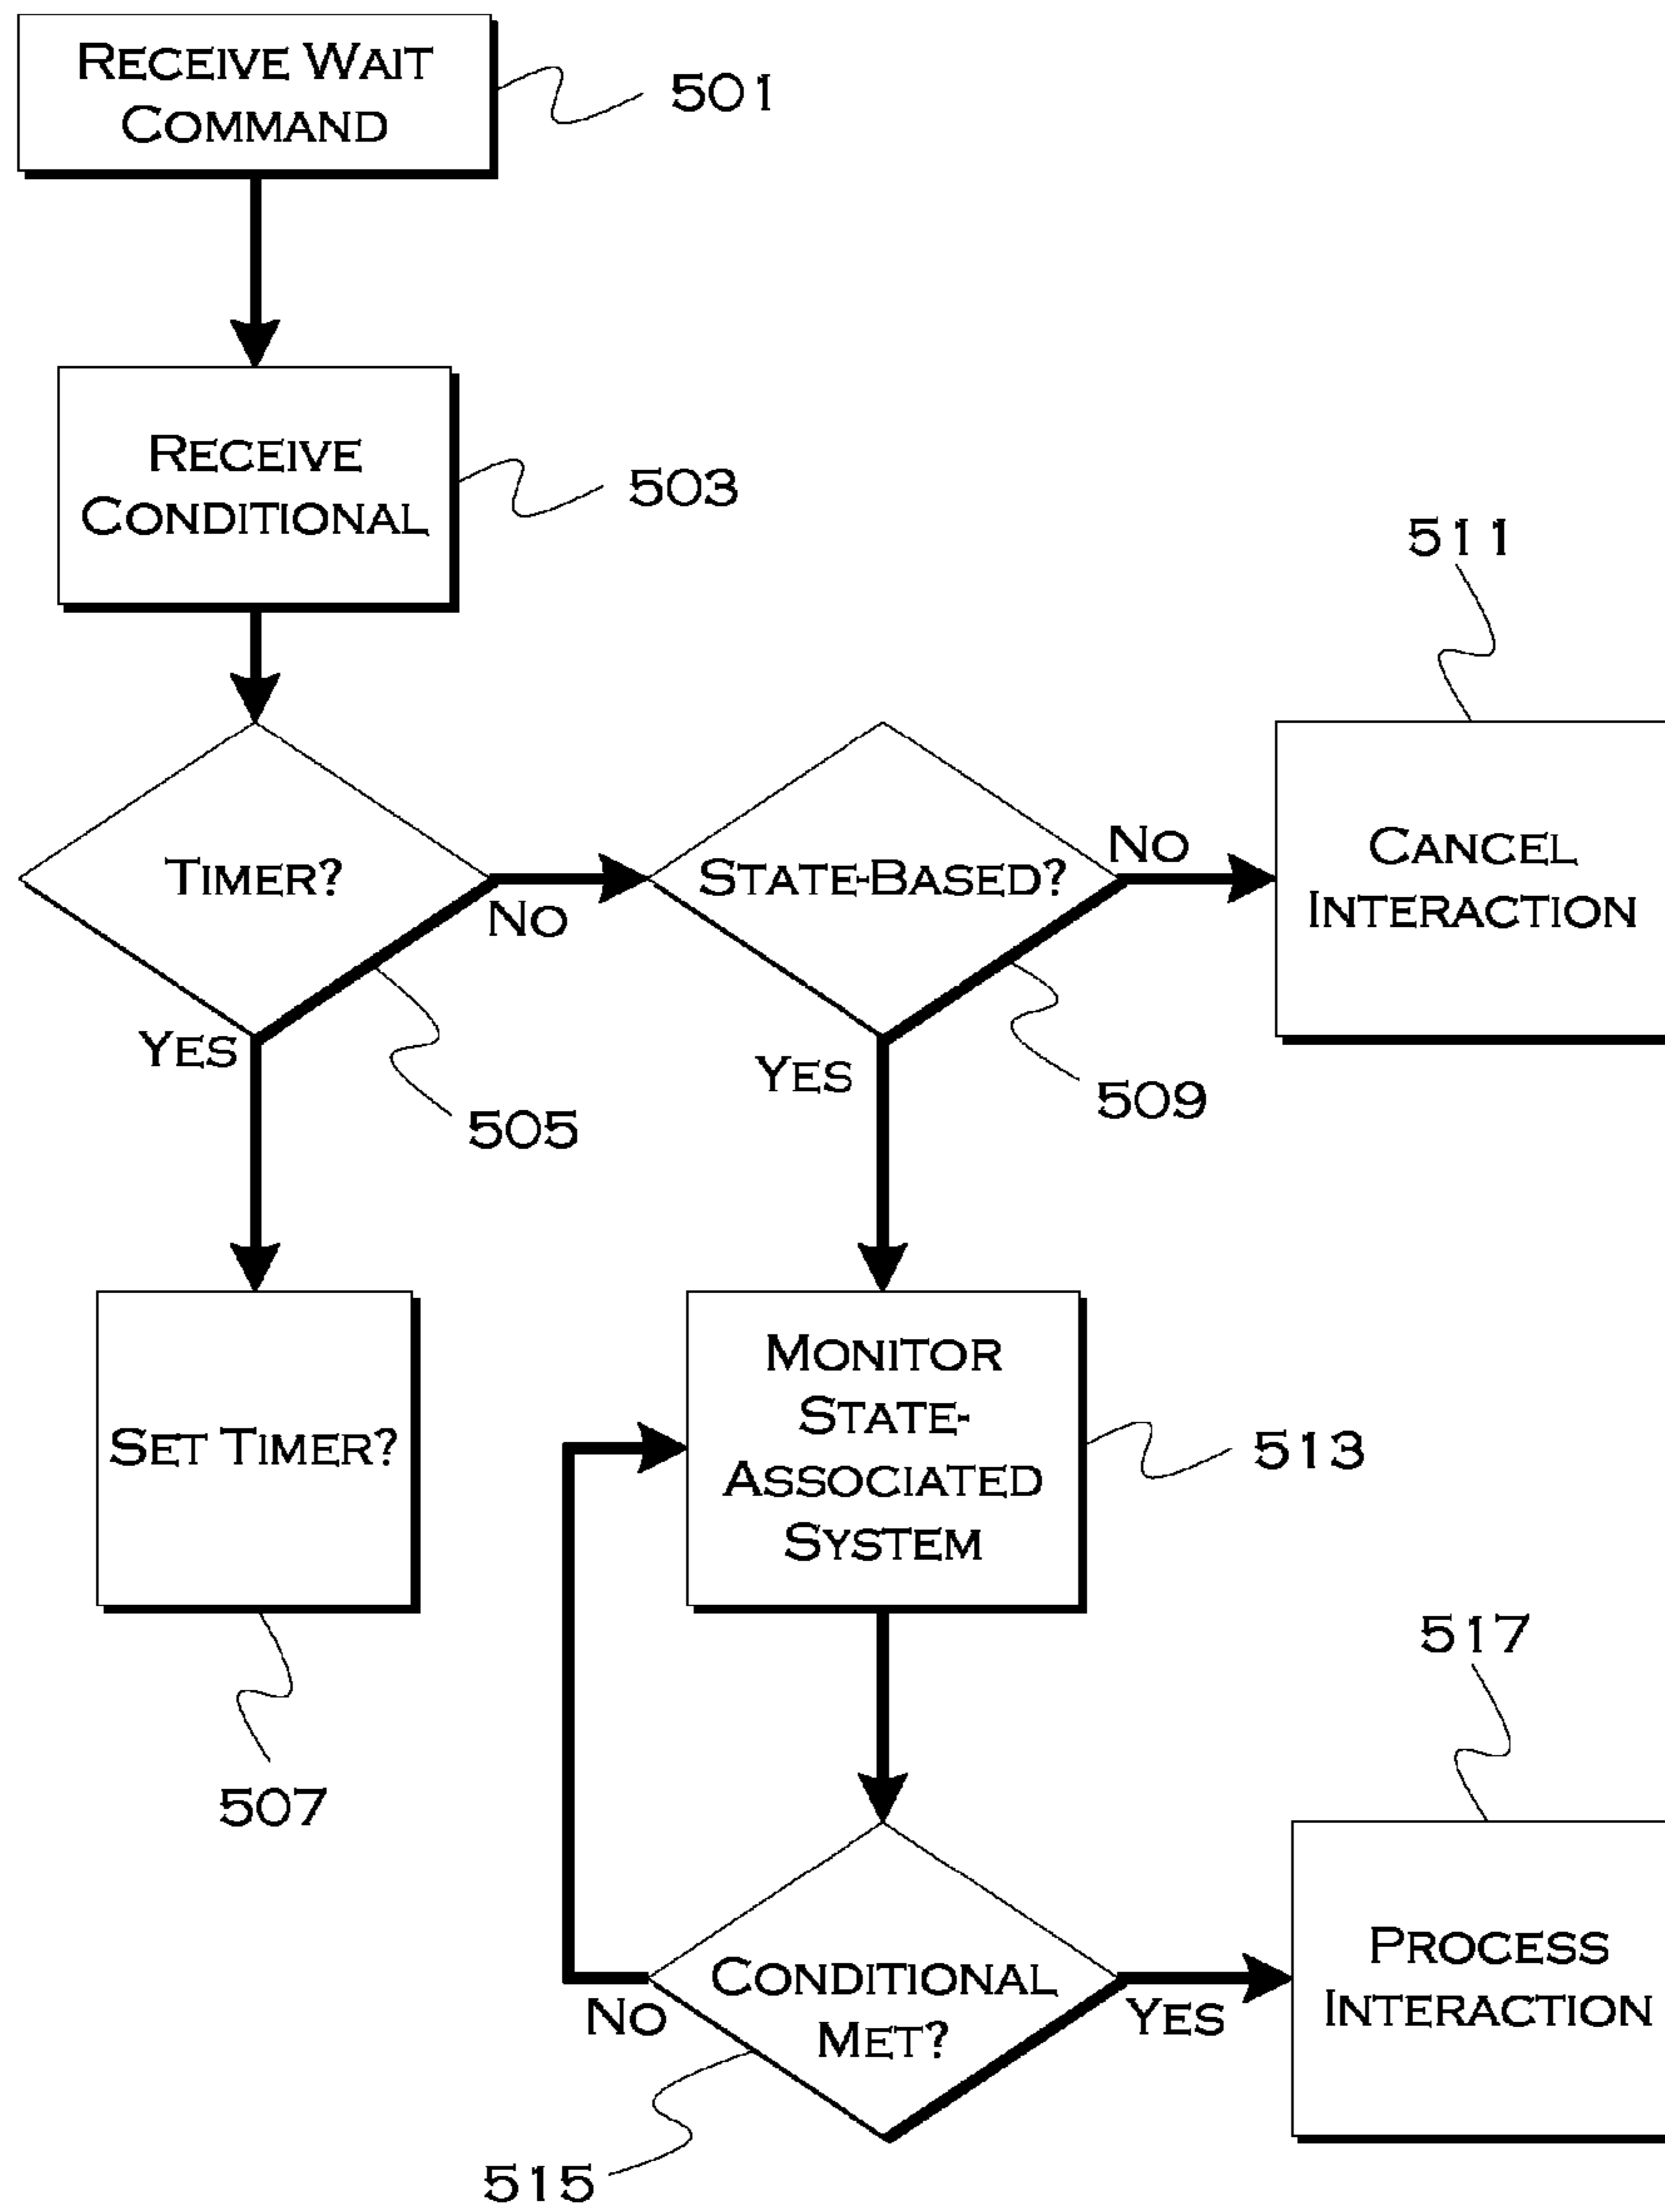 RECEIVE WAIT
COMMAND
501
RECEIVE
CONDITIONAL
503
511
TIMER?
NO
STATE-BASED?
NO
CANCEL
INTERACTION
YES
505
YES
509
SET TIMER?
507
MONITOR
STATE-
ASSOCIATED
SYSTEM
513
517
CONDITIONAL
MET?
NO
YES
515
PROCESS
INTERACTION